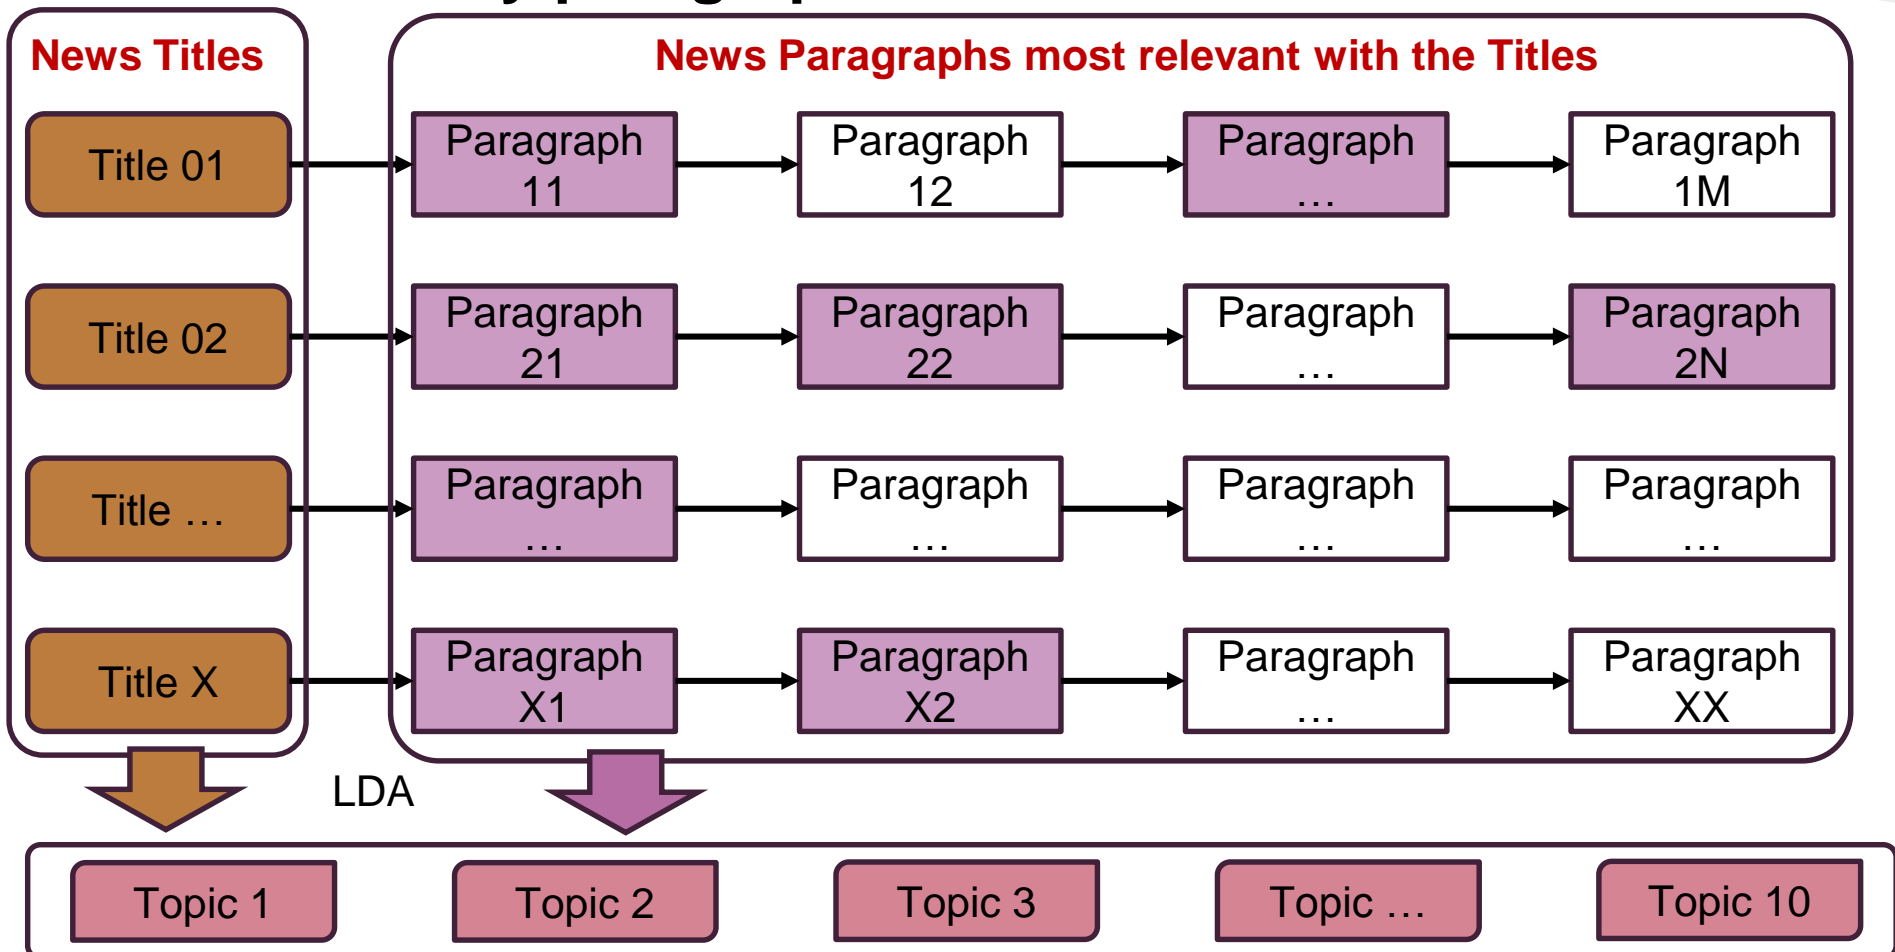 News Titles
News Paragraphs most relevant with the Titles
Title 01
Paragraph
11
Paragraph
12
Paragraph
…
Paragraph
1M
Title 02
Paragraph
21
Paragraph
22
Paragraph
…
Paragraph
2N
Title …
Paragraph
…
Paragraph
…
Paragraph
…
Paragraph
…
Title X
Paragraph
X1
Paragraph
X2
Paragraph
…
Paragraph
XX
LDA
Topic 1
Topic 2
Topic 3
Topic …
Topic 10